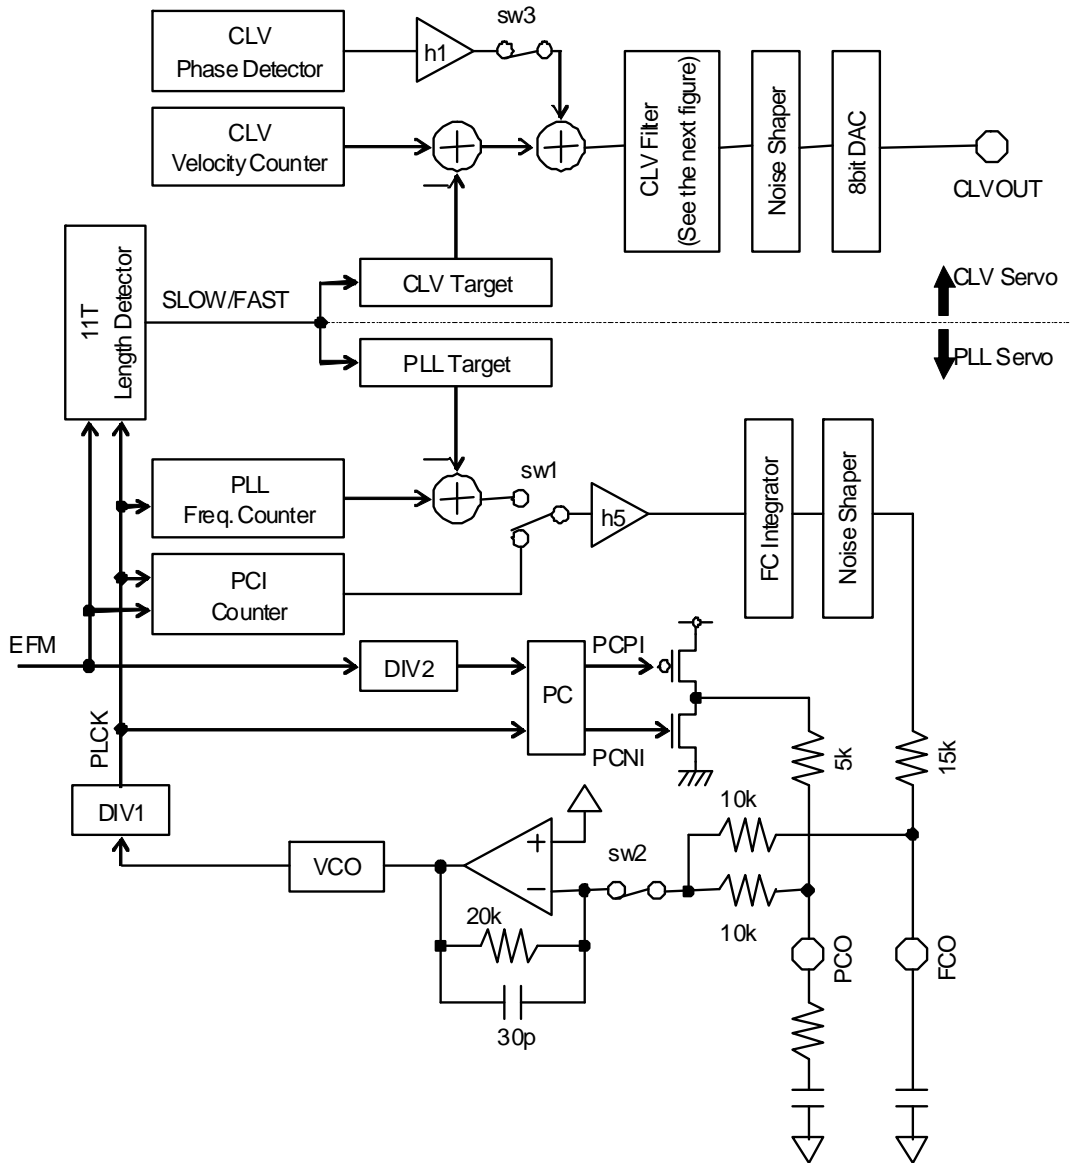 sw3
CLV
Phase Detector
h1
CLV
Velocity Counter
CLV Filter
(See the next figure)
Noise Shaper
8bit DAC
CLVOUT
11T
Length Detector
SLOW/FAST
CLV Target
CLV Servo
PLL Target
PLL Servo
PLL
Freq. Counter
sw1
h5
FC Integrator
Noise Shaper
PCI
Counter
EFM
DIV2
PC
PCPI
PCNI
PLCK
5k
15k
DIV1
10k
VCO
sw2
10k
20k
30p
PCO
FCO
+
−